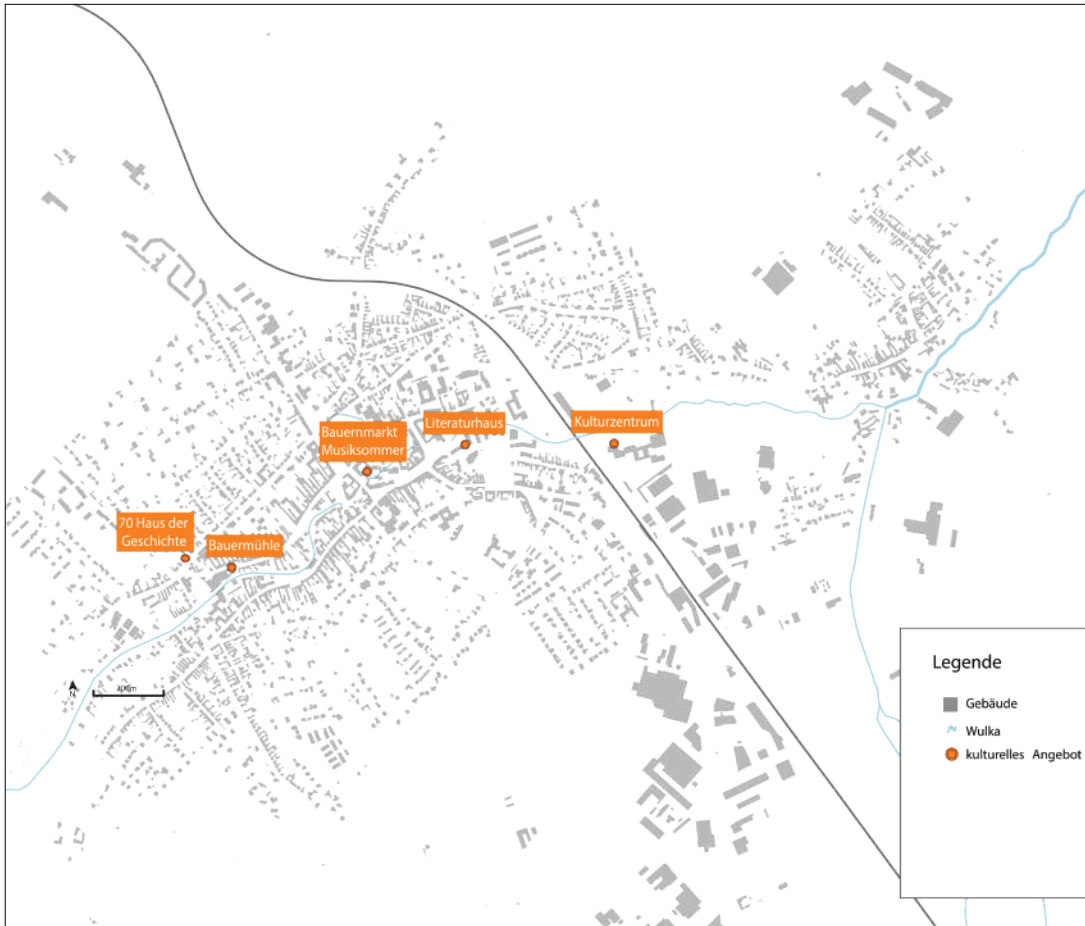 Literaturhaus
Kulturzentrum
Bauernmarkt
Musiksommer
70 Haus der
Geschichte
Bauermühle
N
Legende
Gebäude
Wulka
kulturelles Angebot